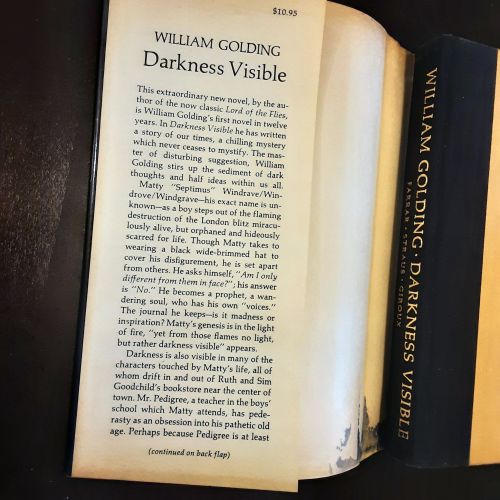 $10.95
WILLIAM GOLDING
Darkness Visible
This extraordinary new novel, by the au-
thor of the now classic Lord of the Flies,
is William Golding's first novel in twelve
years. In Darkness Visible he has written
a story of our times, a chilling mystery
which never ceases to mystify. The mas-
ter of disturbing suggestion, William
Golding stirs up the sediment of dark
thoughts and half ideas within us all.
Matty "Septimus" Windrave/Win-
drove/Windgrave—his exact name is un-
known—as a boy steps out of the flaming
destruction of the London blitz miracu-
lously alive, but orphaned and hideously
scarred for life. Though Matty takes to
wearing a black wide-brimmed hat to
cover his disfigurement, he is set apart
from others. He asks himself, "Am I only
different from them in face?"; his answer
is "No." He becomes a prophet, a wan-
dering soul, who has his own "voices."
The journal he keeps—is it madness or
inspiration? Matty's genesis is in the light
of fire, "yet from those flames no light,
but rather darkness visible" appears.
Darkness is also visible in many of the
characters touched by Matty's life, all of
whom drift in and out of Ruth and Sim
Goodchild's bookstore near the center of
town. Mr. Pedigree, a teacher in the boys'
school which Matty attends, has pede-
rasty as an obsession into his pathetic old
age. Perhaps because Pedigree is at least
(continued on back flap)
WILLIAM GOLDING · DARKNESS VISIBLE
FARRAR · STRAUS · GIROUX